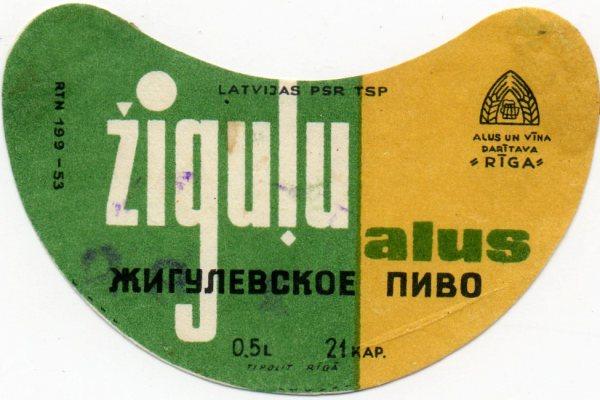 LATVIJAS PSR TSP
RTN 199-53
žiguļu
alus
ЖИГУЛЕВСКОЕ ПИВО
ALUS UN VĪNA
DARĪTAVA
"RĪGA"
0.5L 21 KAP.
TIPOLIT RĪGĀ